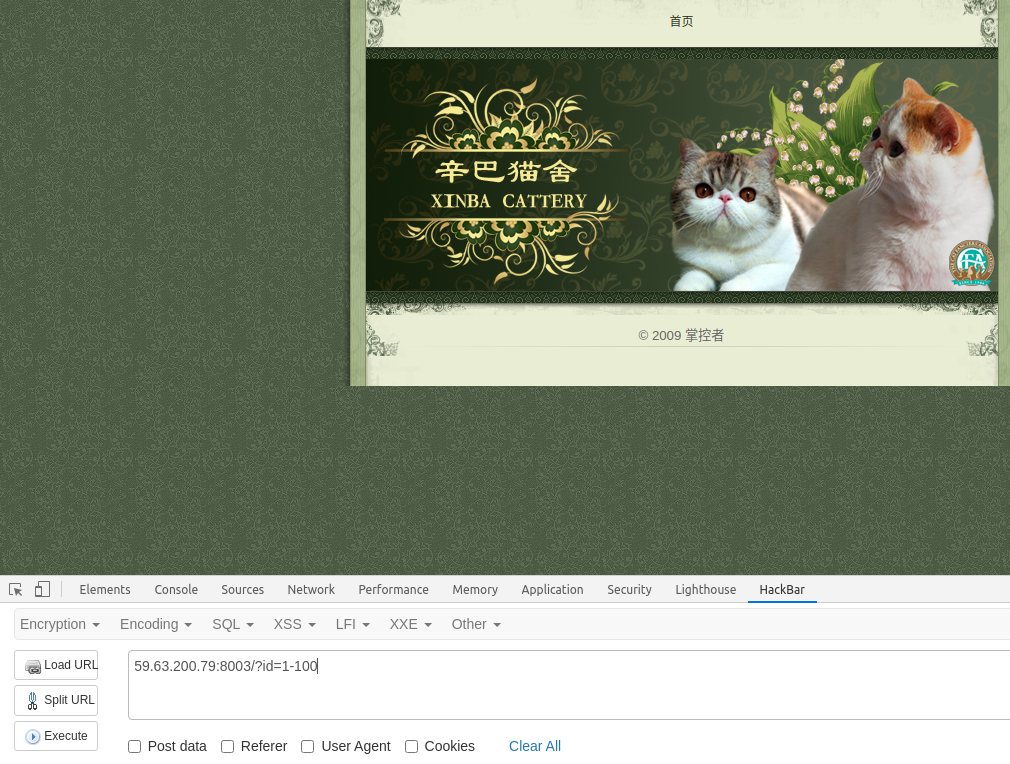 首页
辛巴猫舍
XINBA CATTERY
© 2009 掌控者
Elements Console Sources Network Performance Memory Application Security Lighthouse HackBar
Encryption Encoding SQL XSS LFI XXE Other
Load URL
59.63.200.79:8003/?id=1-100
Split URL
Execute
Post data Referer User Agent Cookies Clear All